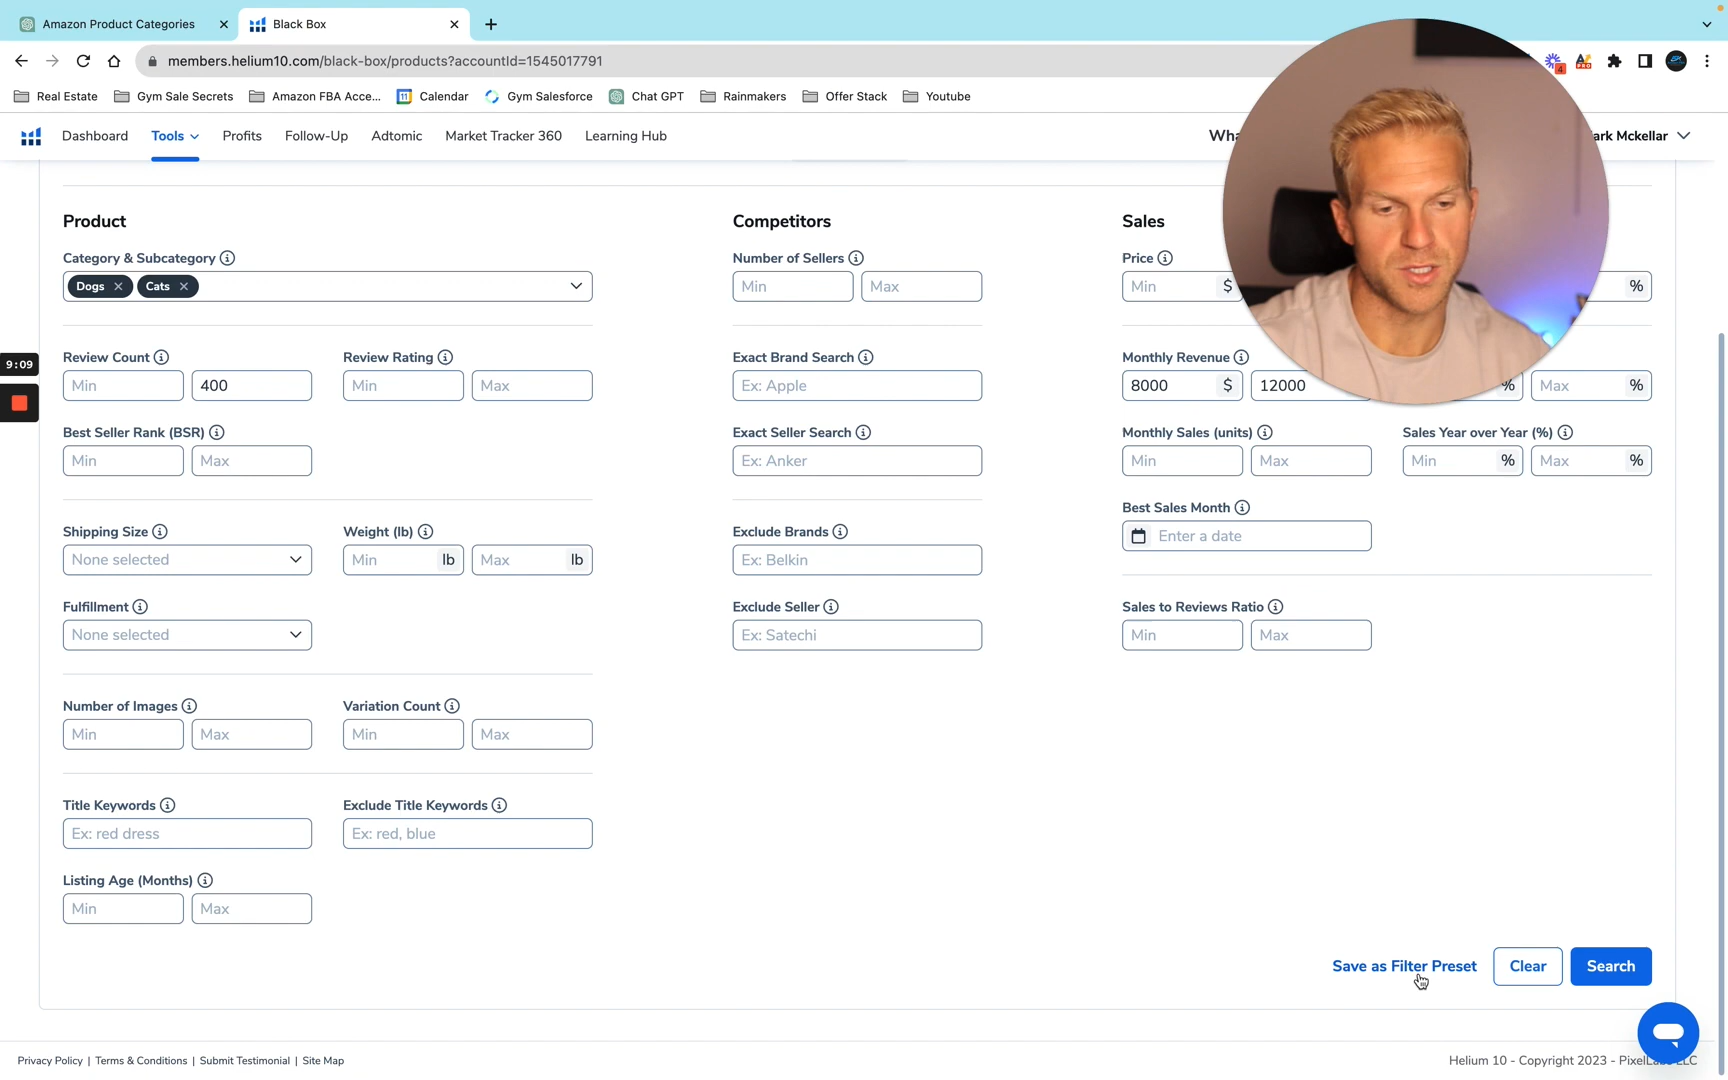 Amazon Product Categories
Black Box
members.helium10.com/black-box/products?accountId=1545017791
4
PRO
Real Estate
Gym Sale Secrets
Amazon FBA Acce...
11
Calendar
Gym Salesforce
Chat GPT
Rainmakers
Offer Stack
Youtube
Dashboard
Tools
Profits
Follow-Up
Adtomic
Market Tracker 360
Learning Hub
ark Mckellar
Product
Competitors
Sales
Category & Subcategory
Number of Sellers
Price
Dogs
Cats
Min
Max
Min $
%
Review Count
Review Rating
Exact Brand Search
Monthly Revenue
9:09
Min
400
Min
Max
Ex: Apple
8000 $
12000
%
Max %
Best Seller Rank (BSR)
Exact Seller Search
Monthly Sales (units)
Sales Year over Year (%)
Min
Max
Ex: Anker
Min
Max
Min %
Max %
Best Sales Month
Shipping Size
Weight (lb)
Exclude Brands
Enter a date
None selected
Min lb
Max lb
Ex: Belkin
Fulfillment
Exclude Seller
Sales to Reviews Ratio
None selected
Ex: Satechi
Min
Max
Number of Images
Variation Count
Min
Max
Min
Max
Title Keywords
Exclude Title Keywords
Ex: red dress
Ex: red, blue
Listing Age (Months)
Min
Max
Save as Filter Preset
Clear
Search
Privacy Policy | Terms & Conditions | Submit Testimonial | Site Map
Helium 10 - Copyright 2023 - PixelLa LLC